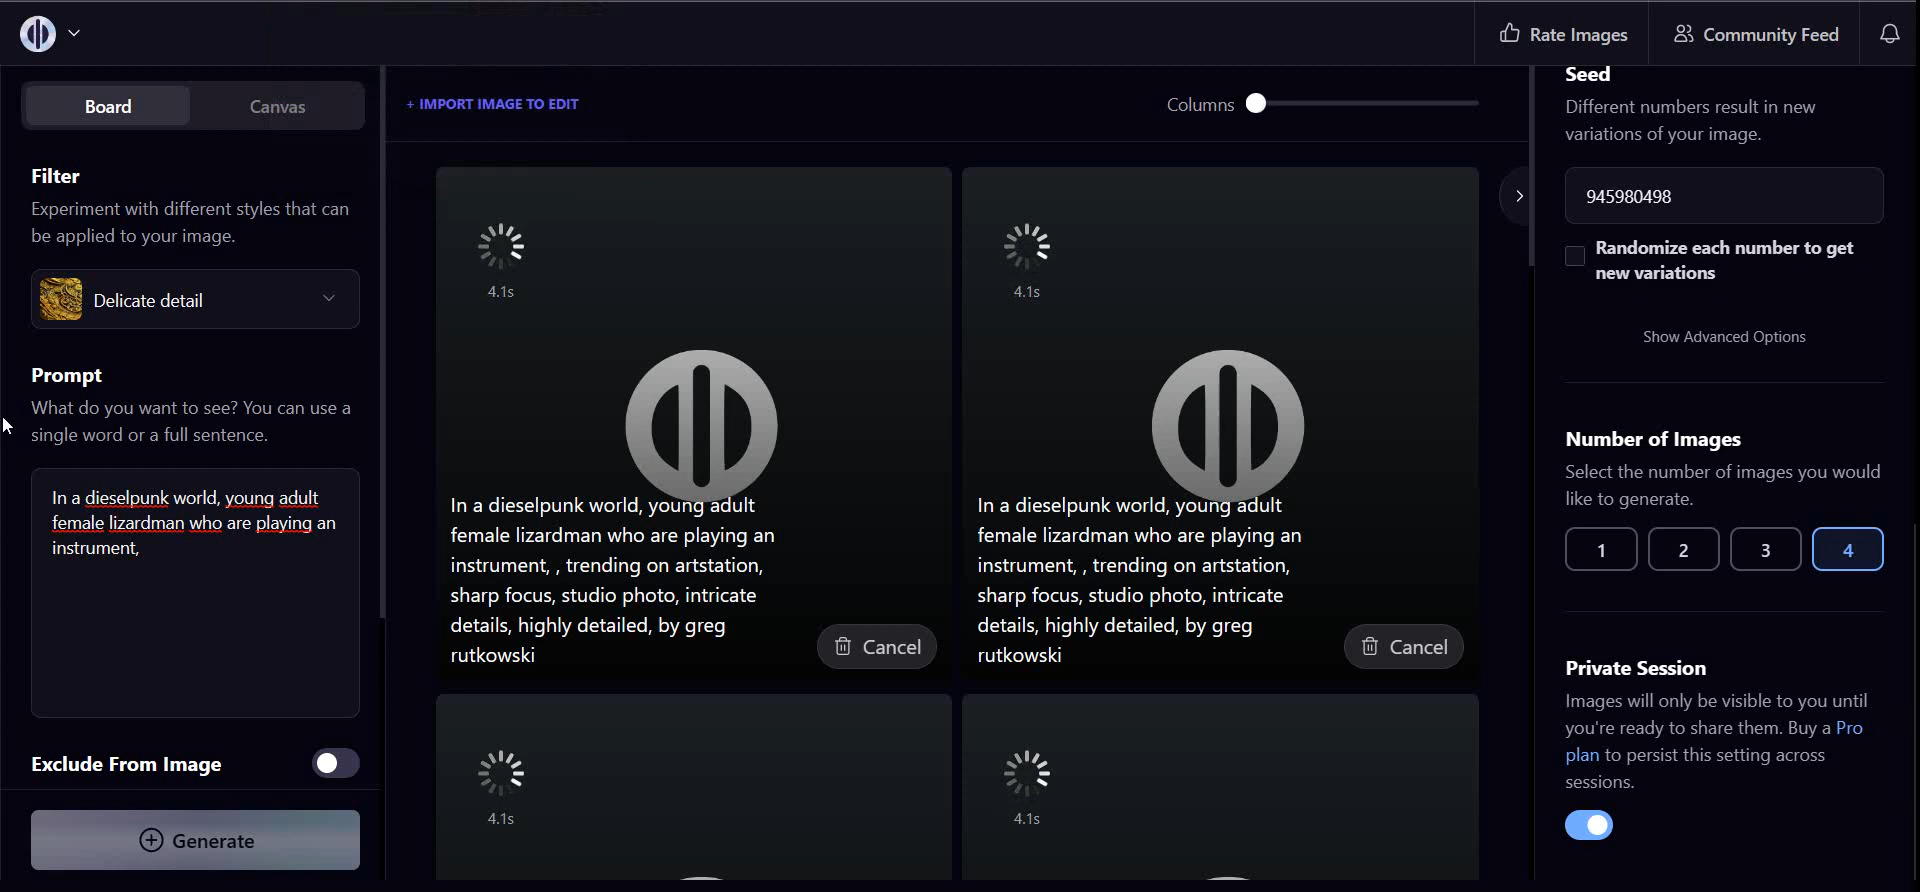 Rate Images
Community Feed
Board
Canvas
Filter
Experiment with different styles that can
be applied to your image.
Delicate detail
Prompt
What do you want to see? You can use a
single word or a full sentence.
In a dieselpunk world, young adult
female lizardman who are playing an
instrument,
Exclude From Image
Generate
+ IMPORT IMAGE TO EDIT
Columns
4.1s
In a dieselpunk world, young adult
female lizardman who are playing an
instrument, , trending on artstation,
sharp focus, studio photo, intricate
details, highly detailed, by greg
rutkowski
Cancel
4.1s
In a dieselpunk world, young adult
female lizardman who are playing an
instrument, , trending on artstation,
sharp focus, studio photo, intricate
details, highly detailed, by greg
rutkowski
Cancel
4.1s
4.1s
Seed
Different numbers result in new
variations of your image.
945980498
Randomize each number to get
new variations
Show Advanced Options
Number of Images
Select the number of images you would
like to generate.
1
2
3
4
Private Session
Images will only be visible to you until
you're ready to share them. Buy a Pro
plan to persist this setting across
sessions.